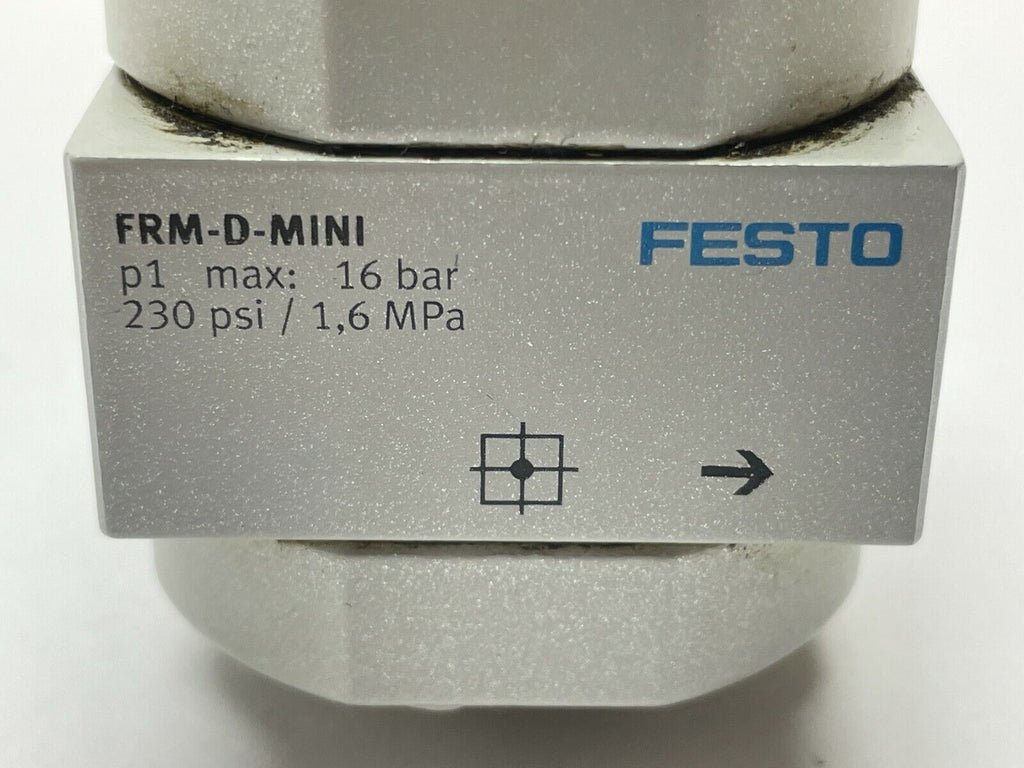 FRM-D-MINI
FESTO
p1 max: 16 bar
230 psi / 1,6 MPa